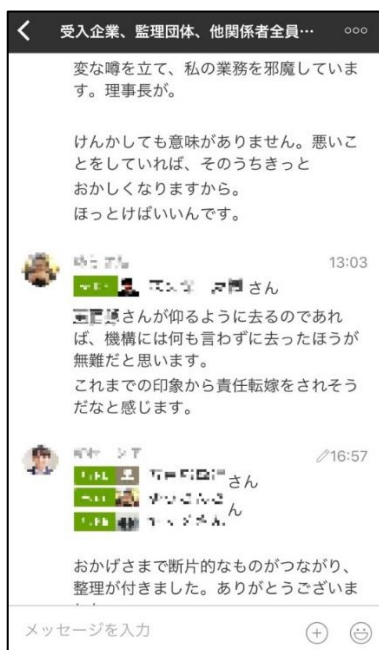 受入企業、監理団体、他関係者全員…
変な噂を立て、私の業務を邪魔していま
す。理事長が。
けんかしても意味がありません。悪いこ
とをしていれば、そのうちきっと
おかしくなりますから。
ほっとけばいいんです。
13:03
さん
さんが仰るように去るのであれ
ば、機構には何も言わずに去ったほうが
無難だと思います。
これまでの印象から責任転嫁をされそう
だなと感じます。
16:57
さん
ん
おかげさまで断片的なものがつながり、
整理が付きました。ありがとうございま
メッセージを入力